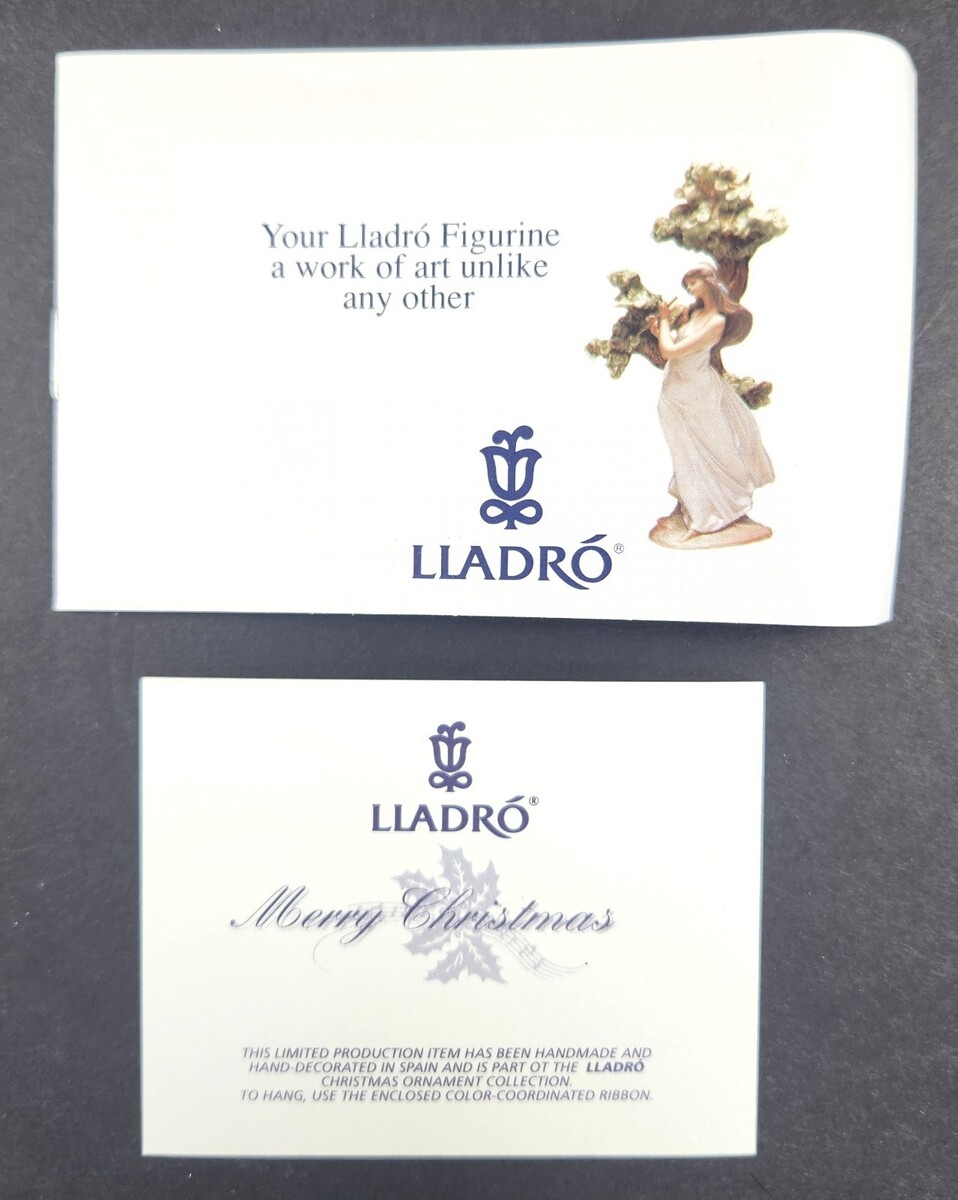 Your Lladró Figurine
a work of art unlike
any other
LLADRÓ®
LLADRÓ®
Merry Christmas
THIS LIMITED PRODUCTION ITEM HAS BEEN HANDMADE AND
HAND-DECORATED IN SPAIN AND IS PART OT THE LLADRÓ
CHRISTMAS ORNAMENT COLLECTION.
TO HANG, USE THE ENCLOSED COLOR-COORDINATED RIBBON.